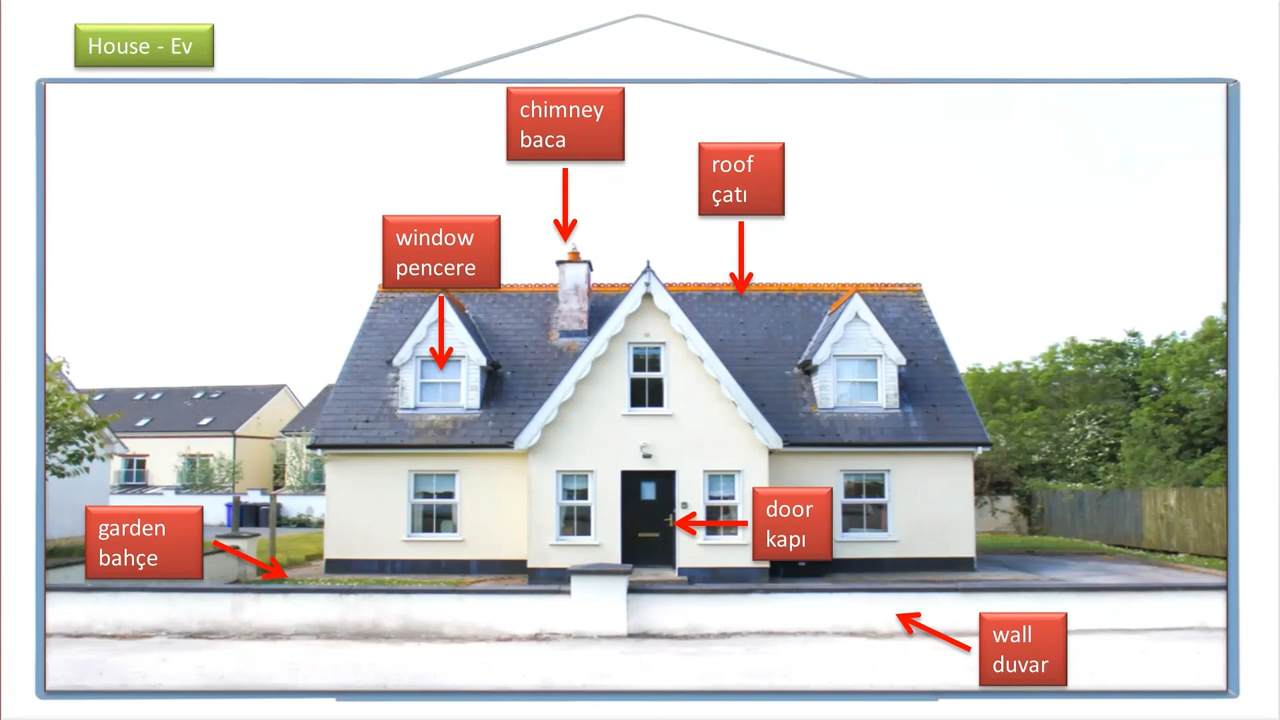 House - Ev
chimney
baca
roof
çatı
window
pencere
garden
bahçe
door
kapı
wall
duvar